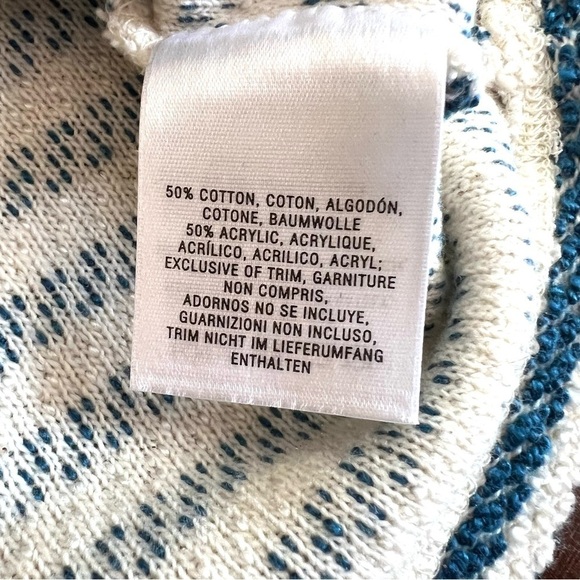 50% COTTON, COTON, ALGODÓN,
COTONE, BAUMWOLLE
50% ACRYLIC, ACRYLIQUE,
ACRÍLICO, ACRILICO, ACRYL;
EXCLUSIVE OF TRIM, GARNITURE
NON COMPRIS,
ADORNOS NO SE INCLUYE,
GUARNIZIONI NON INCLUSO,
TRIM NICHT IM LIEFERUMFANG
ENTHALTEN